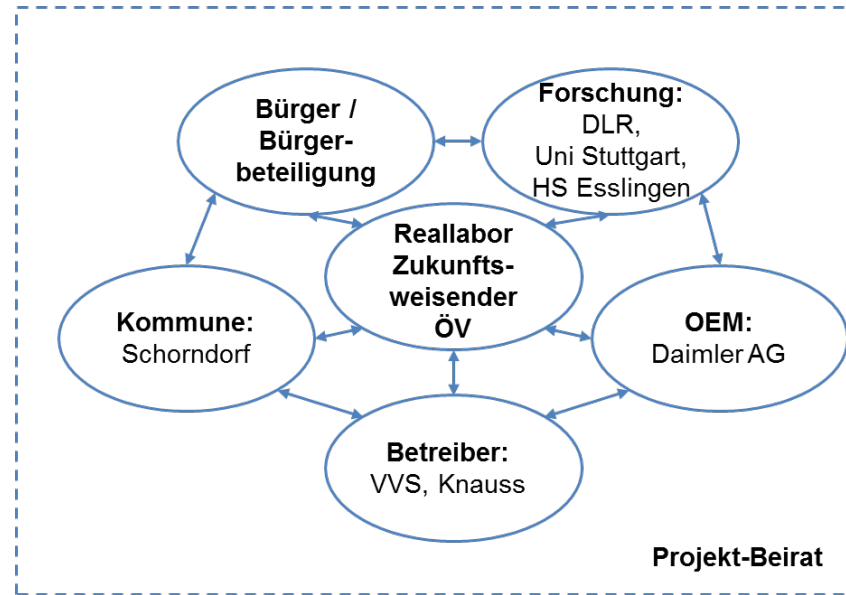 Bürger /
Bürger-
beteiligung
Forschung:
DLR,
Uni Stuttgart,
HS Esslingen
Reallabor
Zukunfts-
weisender
ÖV
Kommune:
Schorndorf
OEM:
Daimler AG
Betreiber:
VVS, Knauss
Projekt-Beirat